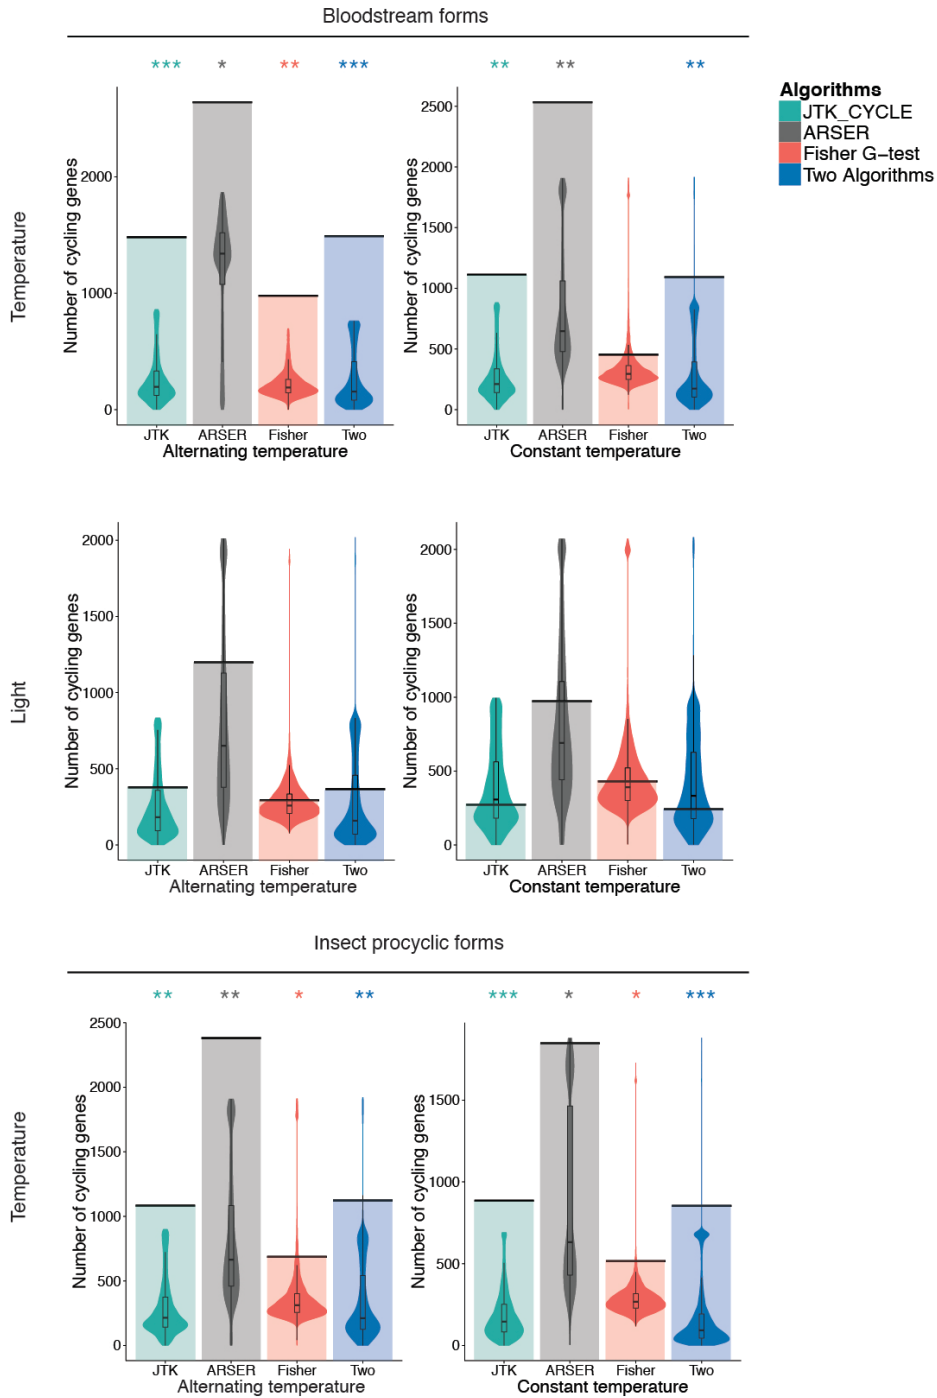 Bloodstream forms
*** * ** ***
** ** **
Algorithms
JTK_CYCLE
ARSER
Fisher G-test
Two Algorithms
Temperature
Number of cycling genes
2000
1000
0
JTK ARSER Fisher Two
Alternating temperature
Number of cycling genes
2500
2000
1500
1000
500
0
JTK ARSER Fisher Two
Constant temperature
Light
Number of cycling genes
2000
1500
1000
500
0
JTK ARSER Fisher Two
Alternating temperature
Number of cycling genes
2000
1500
1000
500
0
JTK ARSER Fisher Two
Constant temperature
Insect procyclic forms
** ** * **
*** * * ***
Temperature
Number of cycling genes
2500
2000
1500
1000
500
0
JTK ARSER Fisher Two
Alternating temperature
Number of cycling genes
1500
1000
500
0
JTK ARSER Fisher Two
Constant temperature